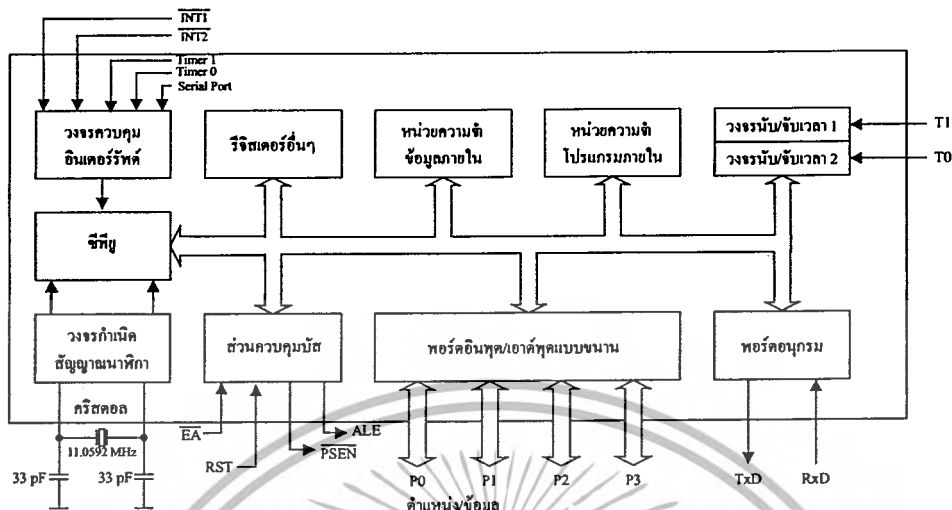 INT1
INT2
Timer 1
Timer 0
Serial Port
วงจรควบคุม
อินเตอร์รัพต์
รีจิสเตอร์อื่นๆ
หน่วยความจำ
ข้อมูลภายใน
หน่วยความจำ
โปรแกรมภายใน
วงจรนับ/จับเวลา 1
วงจรนับ/จับเวลา 2
T1
T0
ซีพียู
วงจรกำเนิด
สัญญาณนาฬิกา
ส่วนควบคุมบัส
พอร์ตอินพุต/เอาต์พุตแบบขนาน
พอร์ตอนุกรม
คริสตอล
11.0592 MHz
33 pF
33 pF
EA
RST
ALE
PSEN
P0
P1
P2
P3
TxD
RxD
ตำแหน่ง/ข้อมูล